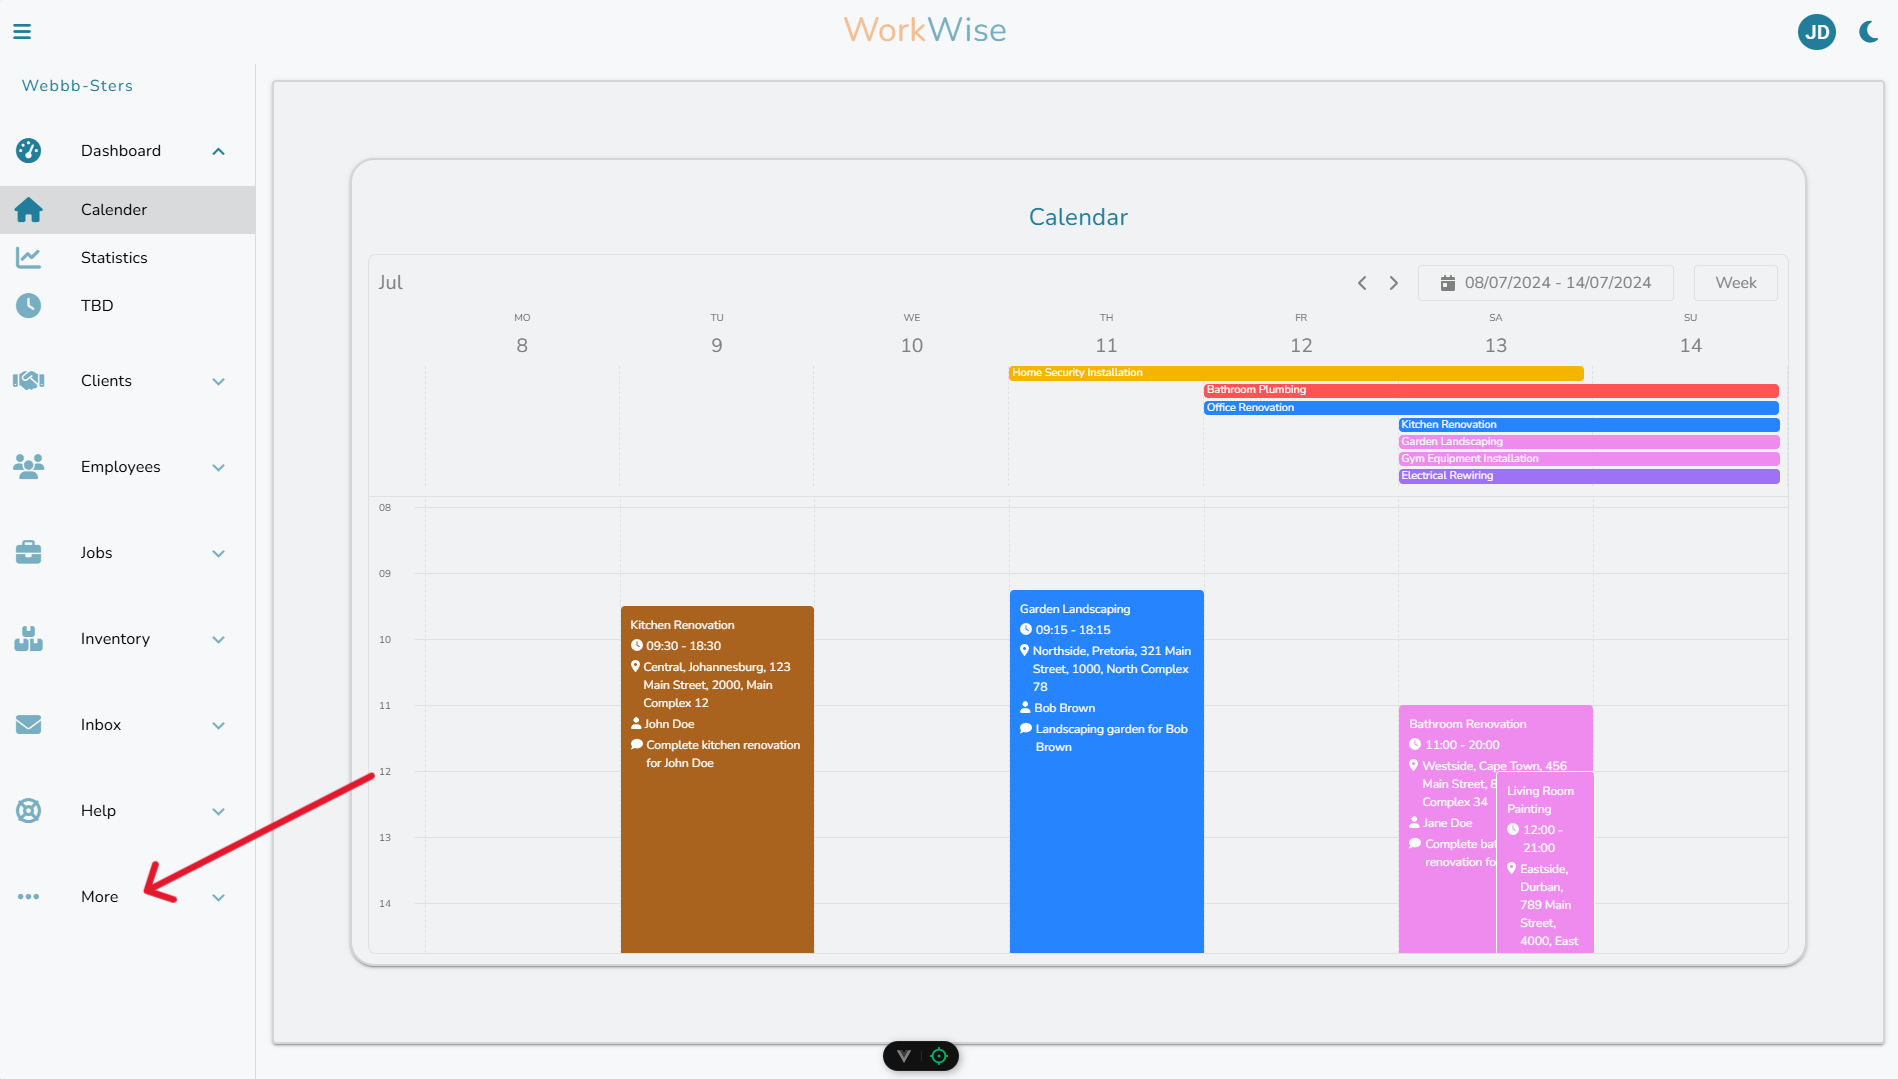 WorkWise
JD
Webbb-Sters
Dashboard
Calender
Statistics
TBD
Clients
Employees
Jobs
Inventory
Inbox
Help
More
Calendar
Jul
08/07/2024 - 14/07/2024
Week
MO
TU
WE
TH
FR
SA
SU
8
9
10
11
12
13
14
Home Security Installation
Bathroom Plumbing
Office Renovation
Kitchen Renovation
Garden Landscaping
Gym Equipment Installation
Electrical Rewiring
08
09
10
11
12
13
14
Kitchen Renovation
09:30 - 18:30
Central, Johannesburg, 123
Main Street, 2000, Main
Complex 12
John Doe
Complete kitchen renovation
for John Doe
Garden Landscaping
09:15 - 18:15
Northside, Pretoria, 321 Main
Street, 1000, North Complex
78
Bob Brown
Landscaping garden for Bob
Brown
Bathroom Renovation
11:00 - 20:00
Westside, Cape Town, 456
Main Street, 8
Complex 34
Jane Doe
Complete bat
renovation fo
Living Room
Painting
12:00 -
21:00
Eastside,
Durban,
789 Main
Street,
4000, East